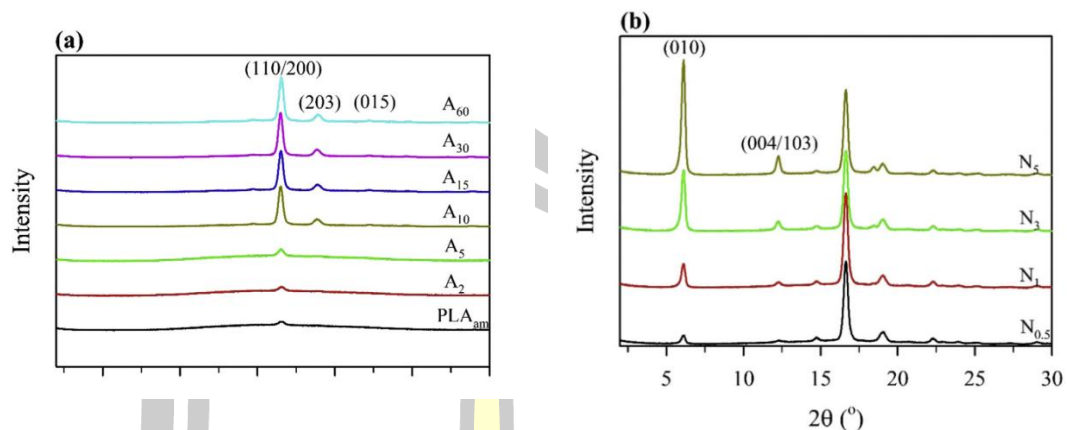 (a)
(110/200)
(203)
(015)
A60
A30
A15
A10
A5
A2
PLAam
Intensity
(b)
(010)
(004/103)
N5
N3
N1
N0.5
Intensity
5 10 15 20 25 30
2θ (°)